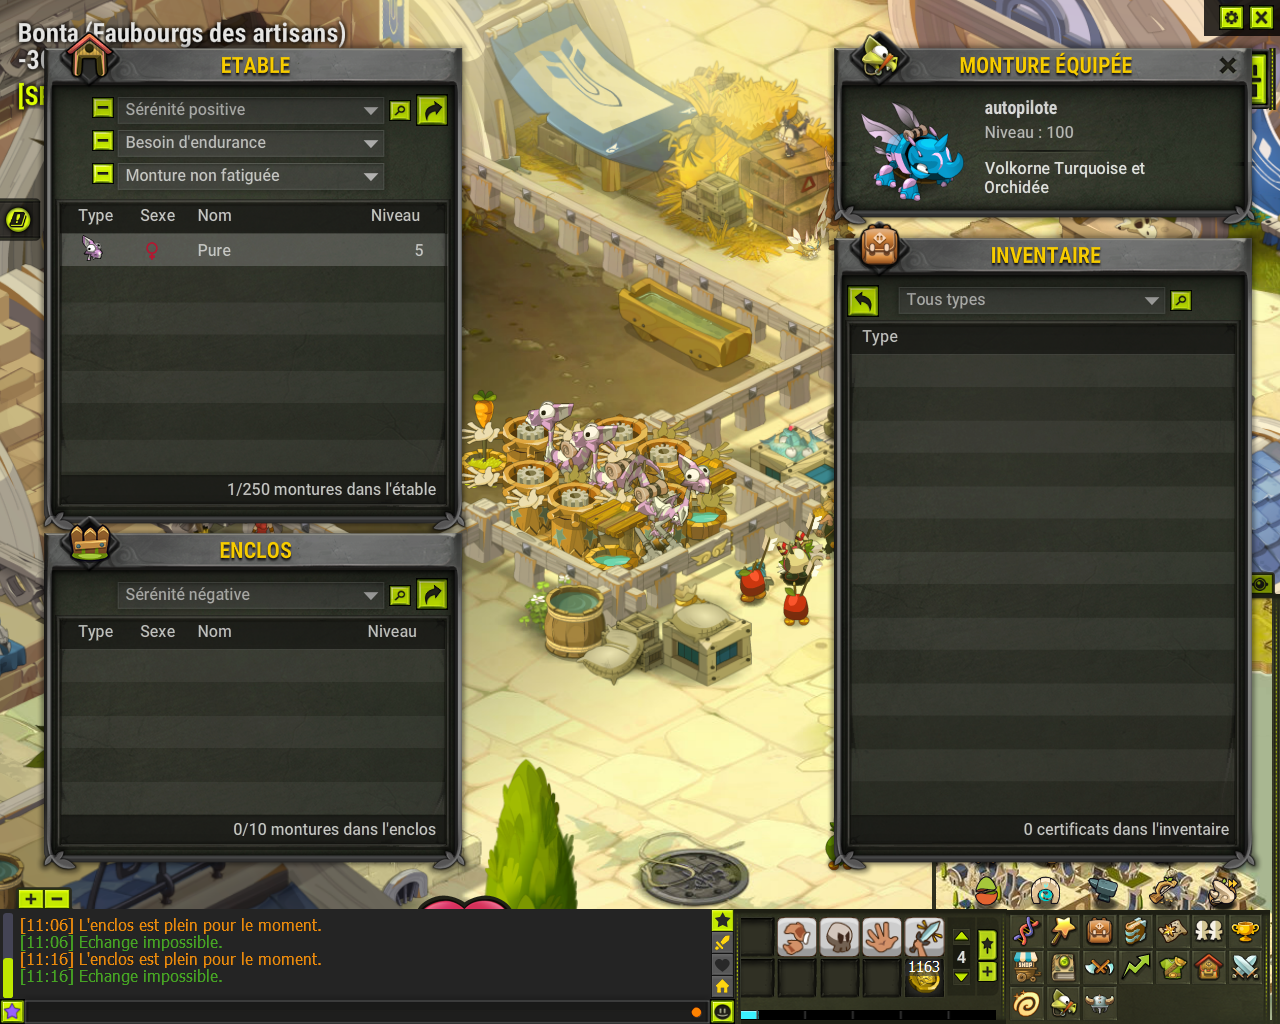 Bonta (Faubourgs des artisans)
ETABLE
Sérénité positive
Besoin d'endurance
Monture non fatiguée
Type Sexe Nom Niveau
Pure 5
1/250 montures dans l'étable
ENCLOS
Sérénité négative
Type Sexe Nom Niveau
0/10 montures dans l'enclos
MONTURE ÉQUIPÉE
autopilote
Niveau : 100
Volkorne Turquoise et
Orchidée
INVENTAIRE
Tous types
Type
0 certificats dans l'inventaire
[11:06] L'enclos est plein pour le moment.
[11:06] Echange impossible.
[11:16] L'enclos est plein pour le moment.
[11:16] Echange impossible.
1163
4
SHOP